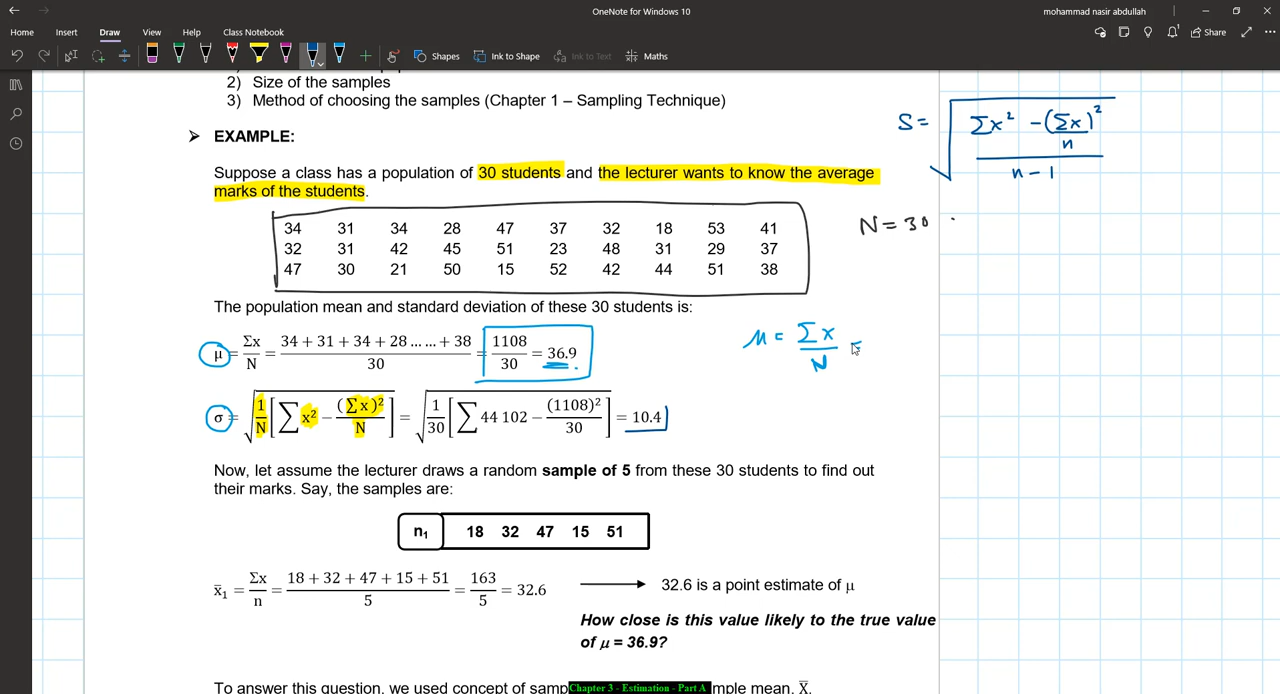 OneNote for Windows 10
mohammad nasir abdullah
Home Insert Draw View Help Class Notebook
Share
Shapes Ink to Shape Ink to Text Maths
2) Size of the samples
3) Method of choosing the samples (Chapter 1 – Sampling Technique)
➤ EXAMPLE:
Suppose a class has a population of 30 students and the lecturer wants to know the average
marks of the students.
34 31 34 28 47 37 32 18 53 41
32 31 42 45 51 23 48 31 29 37
47 30 21 50 15 52 42 44 51 38
The population mean and standard deviation of these 30 students is:
μ = Σx/N = (34 + 31 + 34 + 28 ... ... + 38)/30 = 1108/30 = 36.9
σ = √(1/N [∑ x² − (∑ x)²/N]) = √(1/30 [∑ 44 102 − (1108)²/30]) = 10.4
Now, let assume the lecturer draws a random sample of 5 from these 30 students to find out
their marks. Say, the samples are:
n₁ 18 32 47 15 51
x̄₁ = Σx/n = (18 + 32 + 47 + 15 + 51)/5 = 163/5 = 32.6
32.6 is a point estimate of μ
How close is this value likely to the true value
of μ = 36.9?
To answer this question, we used concept of samp
mple mean, X̄.
Chapter 3 - Estimation - Part A
S = √((Σx² − (Σx)²/n)/(n − 1))
N = 30
μ = Σx/N =